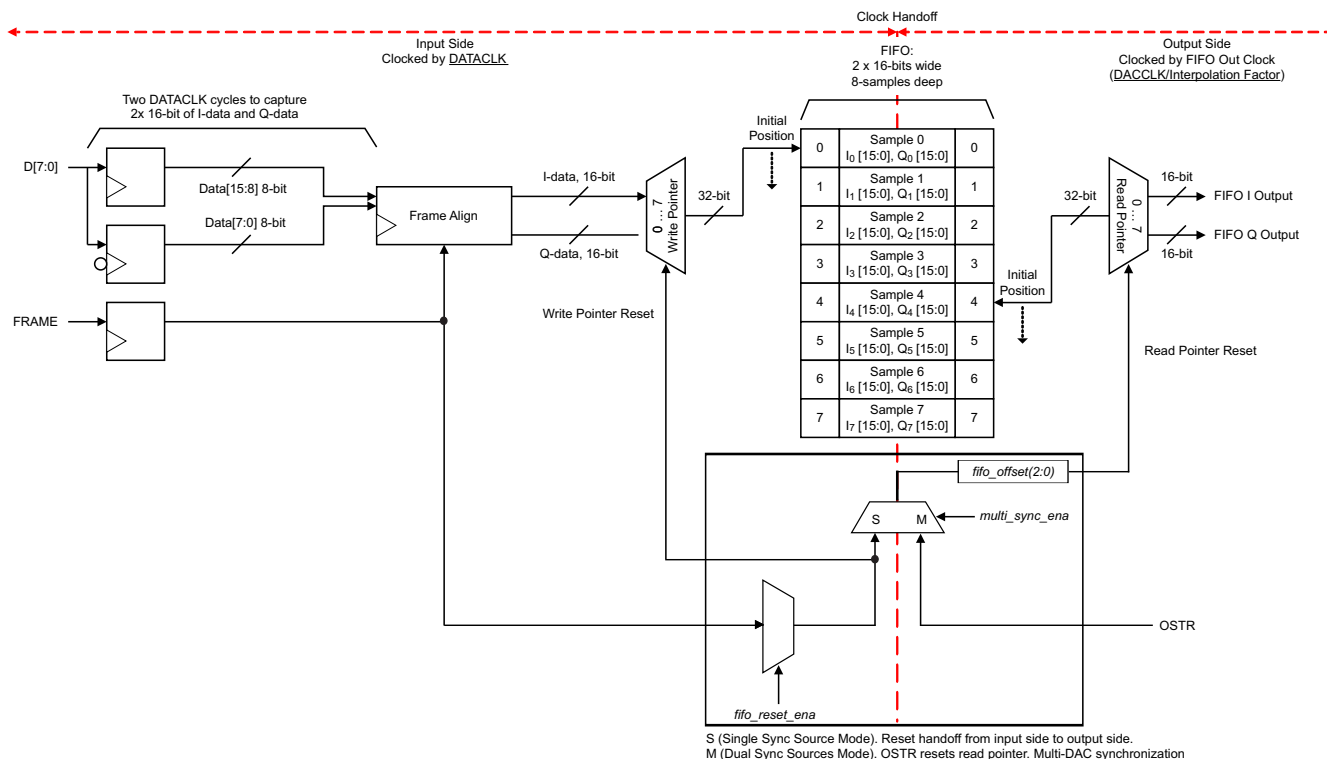 Clock Handoff
Input Side
Clocked by DATACLK
FIFO:
2 x 16-bits wide
8-samples deep
Output Side
Clocked by FIFO Out Clock
(DACCLK/Interpolation Factor)
Two DATACLK cycles to capture
2x 16-bit of I-data and Q-data
Initial
Position
D[7:0]
Data[15:8] 8-bit
Data[7:0] 8-bit
Frame Align
I-data, 16-bit
Q-data, 16-bit
0 ... 7
Write Pointer
32-bit
0 Sample 0 0
I0 [15:0], Q0 [15:0]
1 Sample 1 1
I1 [15:0], Q1 [15:0]
2 Sample 2 2
I2 [15:0], Q2 [15:0]
3 Sample 3 3
I3 [15:0], Q3 [15:0]
4 Sample 4 4
I4 [15:0], Q4 [15:0]
5 Sample 5 5
I5 [15:0], Q5 [15:0]
6 Sample 6 6
I6 [15:0], Q6 [15:0]
7 Sample 7 7
I7 [15:0], Q7 [15:0]
Initial
Position
32-bit
0 ... 7
Read Pointer
16-bit
FIFO I Output
FIFO Q Output
16-bit
FRAME
Write Pointer Reset
Read Pointer Reset
fifo_offset(2:0)
S M
multi_sync_ena
OSTR
fifo_reset_ena
S (Single Sync Source Mode). Reset handoff from input side to output side.
M (Dual Sync Sources Mode). OSTR resets read pointer. Multi-DAC synchronization